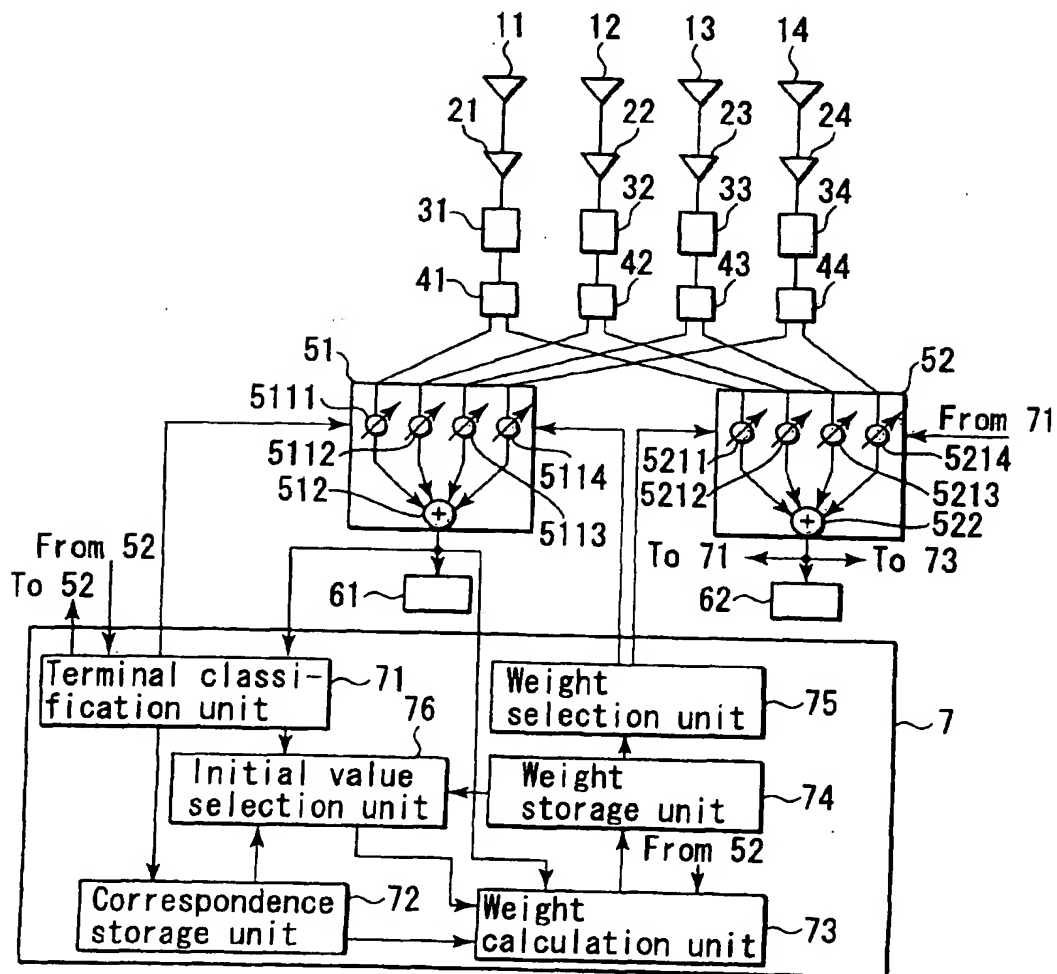 11 12 13 14
21 22 23 24
31 32 33 34
41 42 43 44
51 52
5111 From 71
5112 5114 5211 5214
512 5113 5212 5213
522
From 52 To 71 To 73
To 52 61 62
Terminal classi-
fication unit 71
76
Weight
selection unit 75
7
Initial value
selection unit
Weight
storage unit 74
From 52
Correspondence
storage unit 72
Weight
calculation unit 73